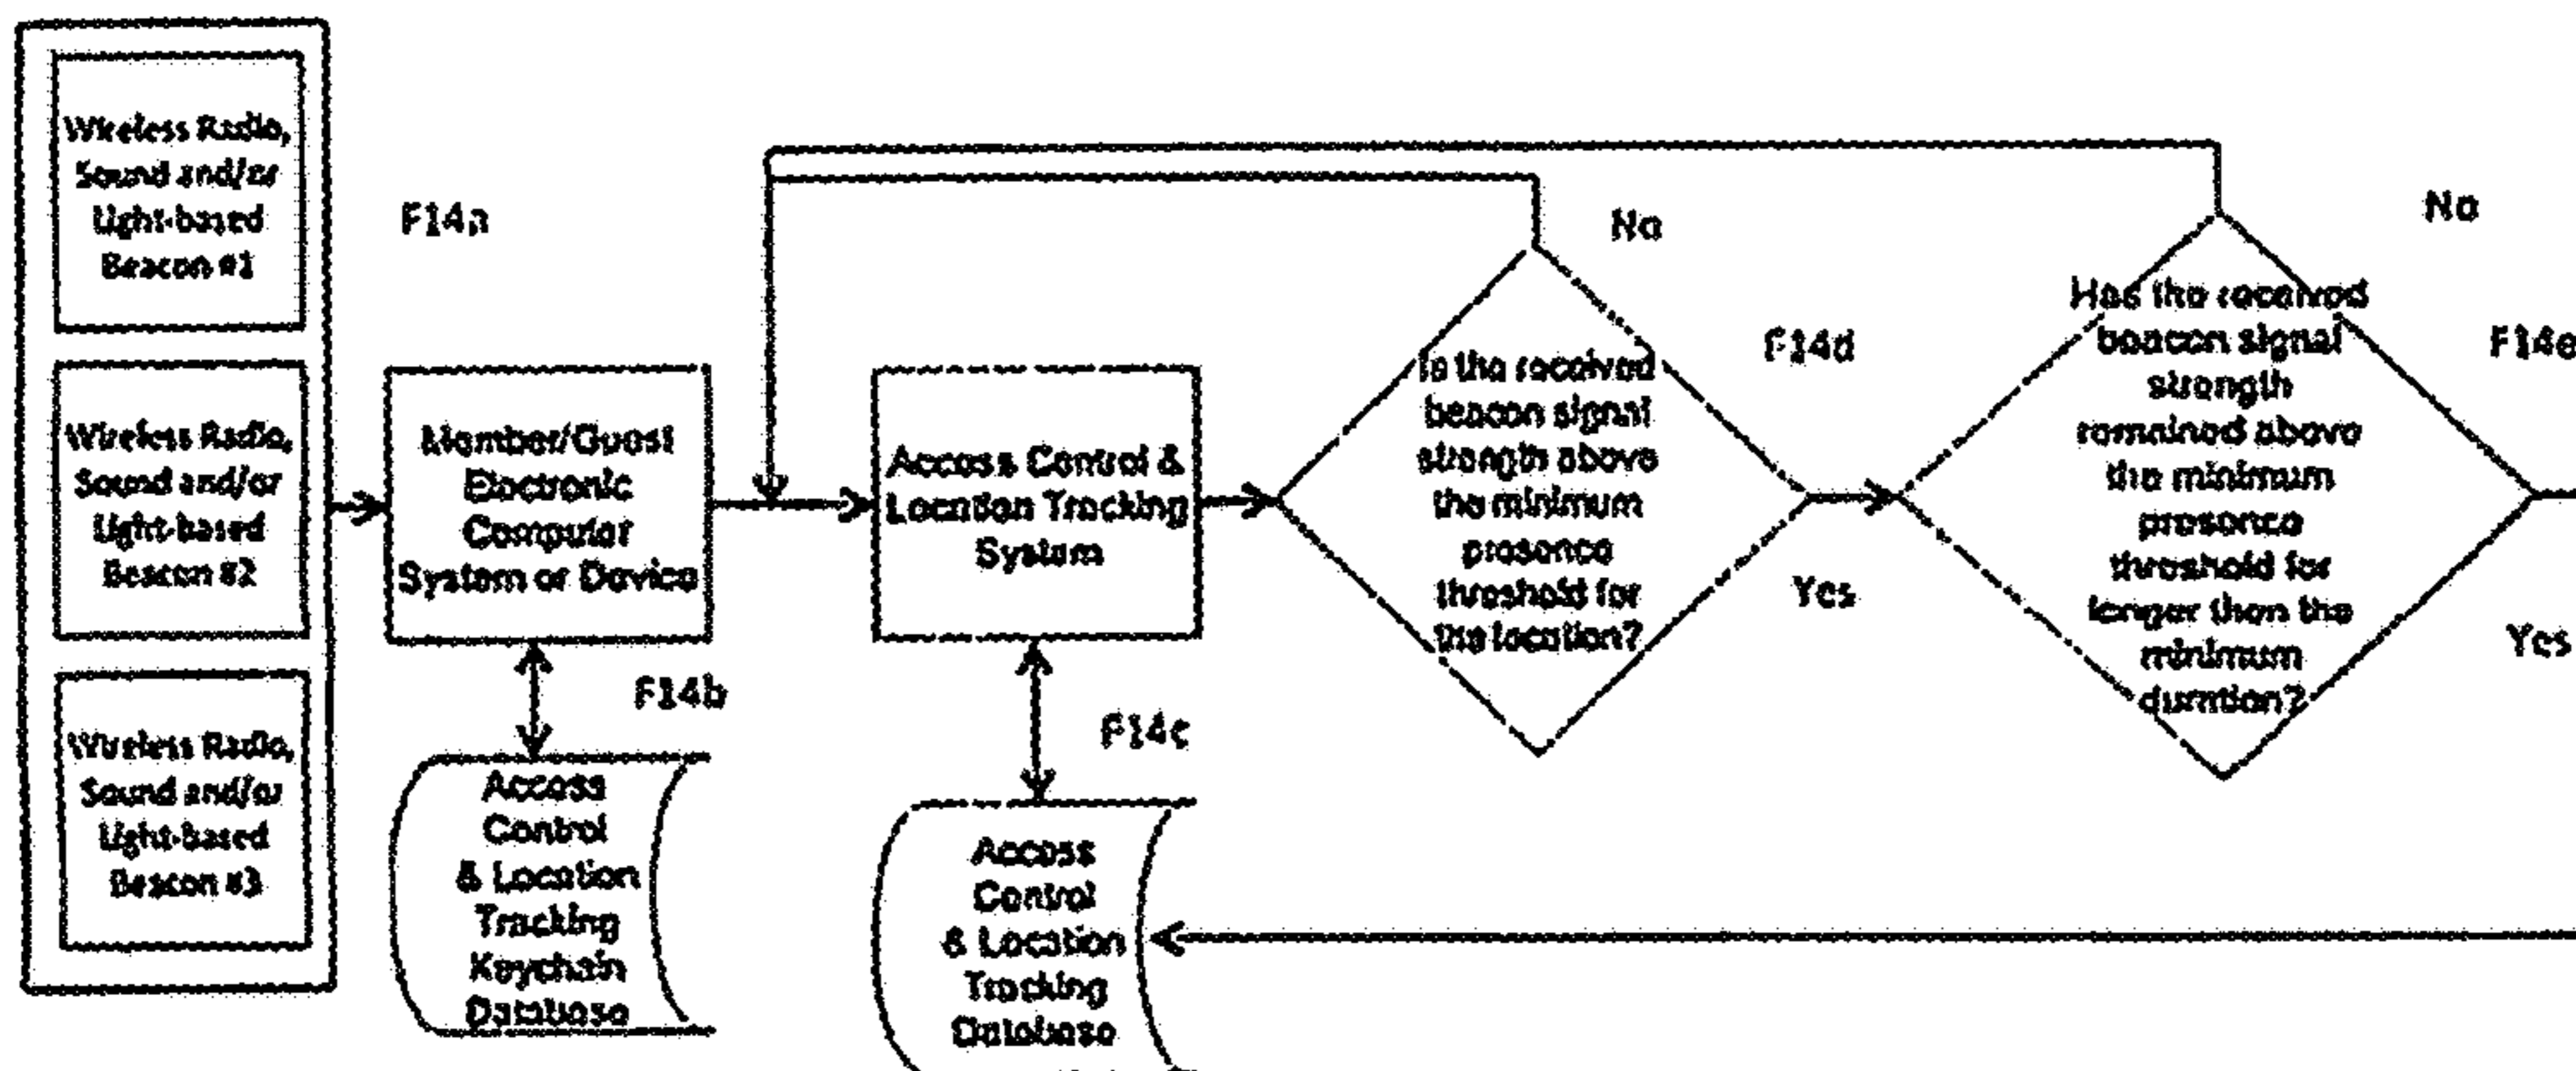 Wireless Radio,
Sound and/or
Light-based
Beacon #1
Wireless Radio,
Sound and/or
Light-based
Beacon #2
Wireless Radio,
Sound and/or
Light-based
Beacon #3
F14a
Member/Guest
Electronic
Computer
System or Device
F14b
Access
Control
& Location
Tracking
Keychain
Database
Access Control &
Location Tracking
System
F14c
Access
Control
& Location
Tracking
Database
Is the received
beacon signal
strength above
the minimum
presence
threshold for
the location?
No
F14d
Yes
Has the received
beacon signal
strength
remained above
the minimum
presence
threshold for
longer than the
minimum
duration?
No
F14e
Yes